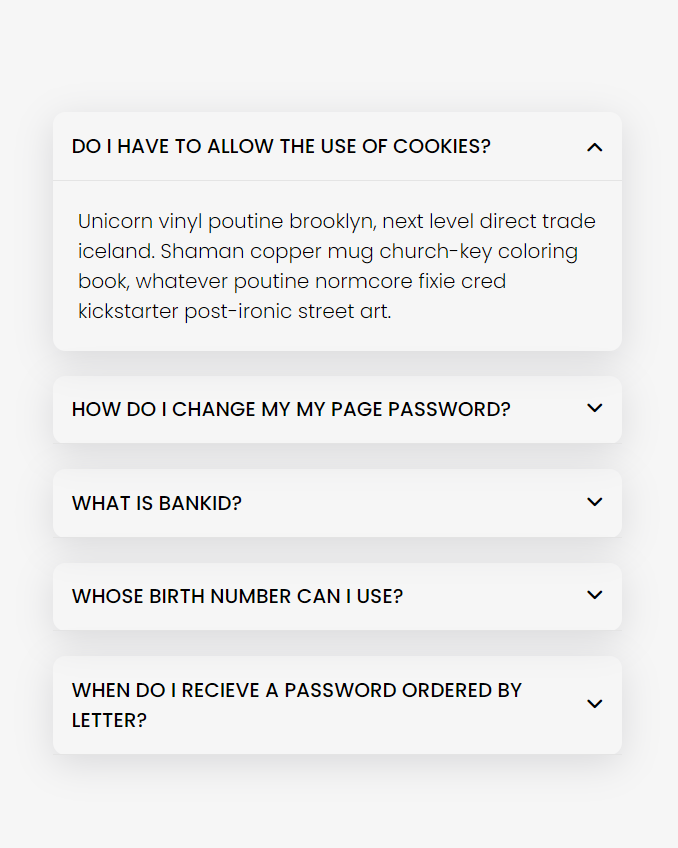 DO I HAVE TO ALLOW THE USE OF COOKIES?
Unicorn vinyl poutine brooklyn, next level direct trade
iceland. Shaman copper mug church-key coloring
book, whatever poutine normcore fixie cred
kickstarter post-ironic street art.
HOW DO I CHANGE MY MY PAGE PASSWORD?
WHAT IS BANKID?
WHOSE BIRTH NUMBER CAN I USE?
WHEN DO I RECIEVE A PASSWORD ORDERED BY
LETTER?